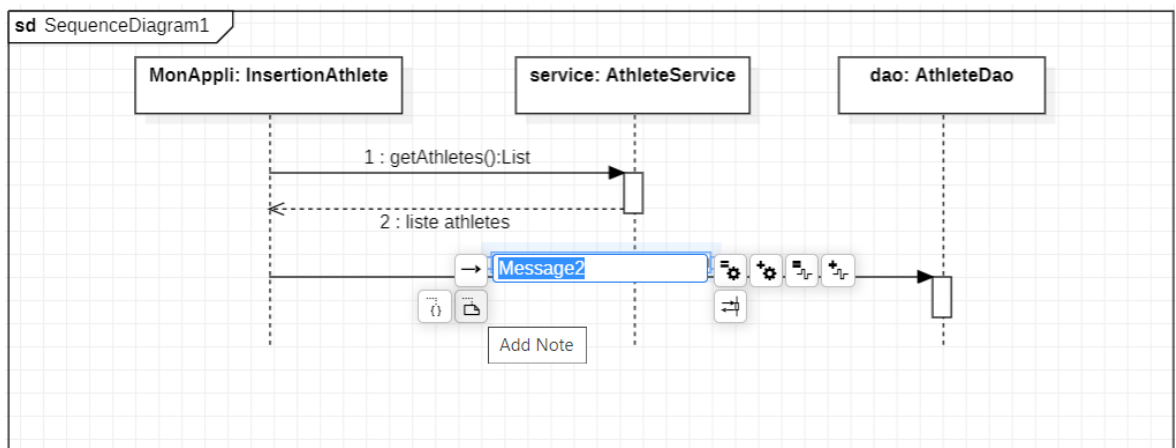 sd SequenceDiagram1
MonAppli: InsertionAthlete
service: AthleteService
dao: AthleteDao
1 : getAthletes():List
2 : liste athletes
Message2
Add Note